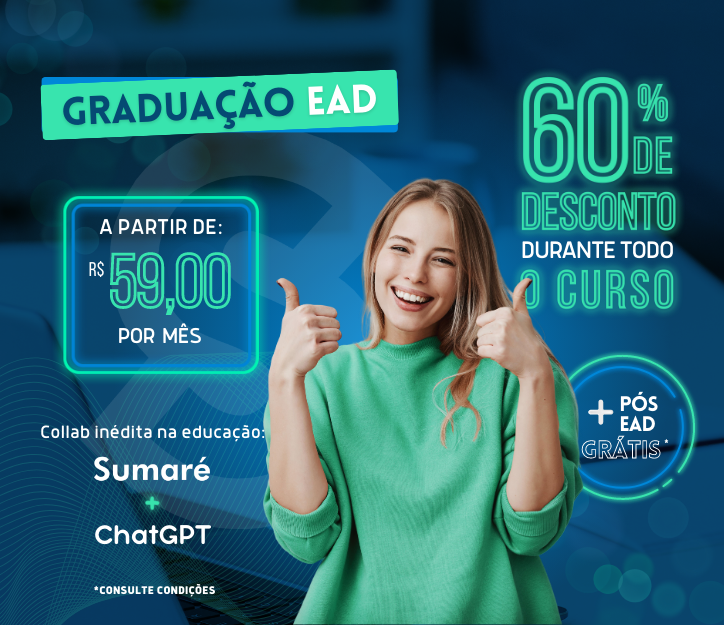 GRADUAÇÃO EAD
60%
DE
DESCONTO
DURANTE TODO
O CURSO
A PARTIR DE:
R$ 59,00
POR MÊS
+ PÓS
EAD
GRÁTIS*
Collab inédita na educação:
Sumaré
+
ChatGPT
*CONSULTE CONDIÇÕES